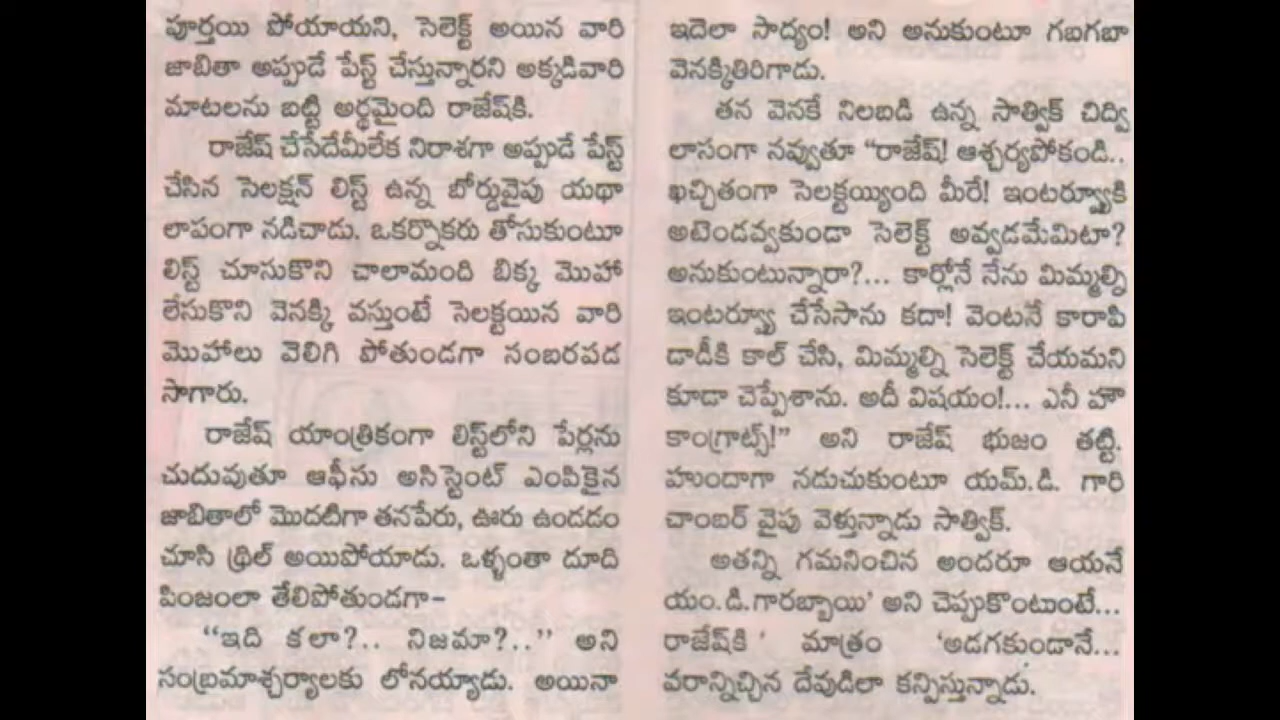 పూర్తయి పోయాయని, సెలెక్ట్ అయిన వారి
జాబితా అప్పుడే పేస్ట్ చేస్తున్నారని అక్కడివారి
మాటలను బట్టి అర్థమైంది రాజేష్‌కి.
రాజేష్ చేసేదేమీలేక నిరాశగా అప్పుడే పేస్ట్
చేసిన సెలక్షన్ లిస్ట్ ఉన్న బోర్డువైపు యథా
లాపంగా నడిచాడు. ఒకర్నొకరు తోసుకుంటూ
లిస్ట్ చూసుకొని చాలామంది బిక్క మొహా
లేసుకొని వెనక్కి వస్తుంటే సెలక్టయిన వారి
మొహాలు వెలిగి పోతుండగా సంబరపడ
సాగారు.
రాజేష్ యాంత్రికంగా లిస్ట్‌లోని పేర్లను
చుదువుతూ ఆఫీసు అసిస్టెంట్ ఎంపికైన
జాబితాలో మొదటిగా తనపేరు, ఊరు ఉండడం
చూసి థ్రిల్ అయిపోయాడు. ఒళ్ళంతా దూది
పింజంలా తేలిపోతుండగా–
“ఇది కలా?.. నిజమా?..” అని
సంభ్రమాశ్చర్యాలకు లోనయ్యాడు. అయినా
ఇదెలా సాద్యం! అని అనుకుంటూ గబగబా
వెనక్కితిరిగాడు.
తన వెనకే నిలబడి ఉన్న సాత్విక్ చిద్వి
లాసంగా నవ్వుతూ “రాజేష్! ఆశ్చర్యపోకండి..
ఖచ్చితంగా సెలక్టయ్యింది మీరే! ఇంటర్వ్యూకి
అటెండవ్వకుండా సెలెక్ట్ అవ్వడమేమిటా?
అనుకుంటున్నారా?... కార్లోనే నేను మిమ్మల్ని
ఇంటర్వ్యూ చేసేసాను కదా! వెంటనే కారాపి
డాడీకి కాల్ చేసి, మిమ్మల్ని సెలెక్ట్ చేయమని
కూడా చెప్పేశాను. అదీ విషయం!... ఎనీ హౌ
కాంగ్రాట్స్!” అని రాజేష్ భుజం తట్టి.
హుందాగా నడుచుకుంటూ యమ్.డి. గారి
చాంబర్ వైపు వెళ్తున్నాడు సాత్విక్.
అతన్ని గమనించిన అందరూ ఆయనే
యం.డి.గారబ్బాయి’ అని చెప్పుకొంటుంటే...
రాజేష్‌కి ‘ మాత్రం ‘అడగకుండానే...
వరాన్నిచ్చిన దేవుడిలా కన్పిస్తున్నాడు.